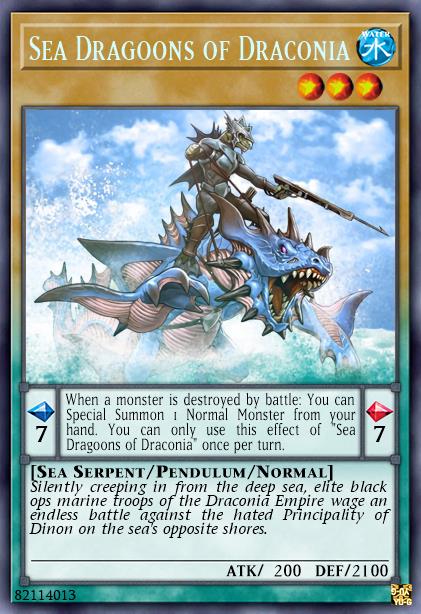 Sea Dragoons of Draconia
WATER
水
When a monster is destroyed by battle: You can
Special Summon 1 Normal Monster from your
hand. You can only use this effect of "Sea
Dragoons of Draconia" once per turn.
7
7
[Sea Serpent/Pendulum/Normal]
Silently creeping in from the deep sea, elite black
ops marine troops of the Draconia Empire wage an
endless battle against the hated Principality of
Dinon on the sea's opposite shores.
ATK/ 200 DEF/2100
82114013